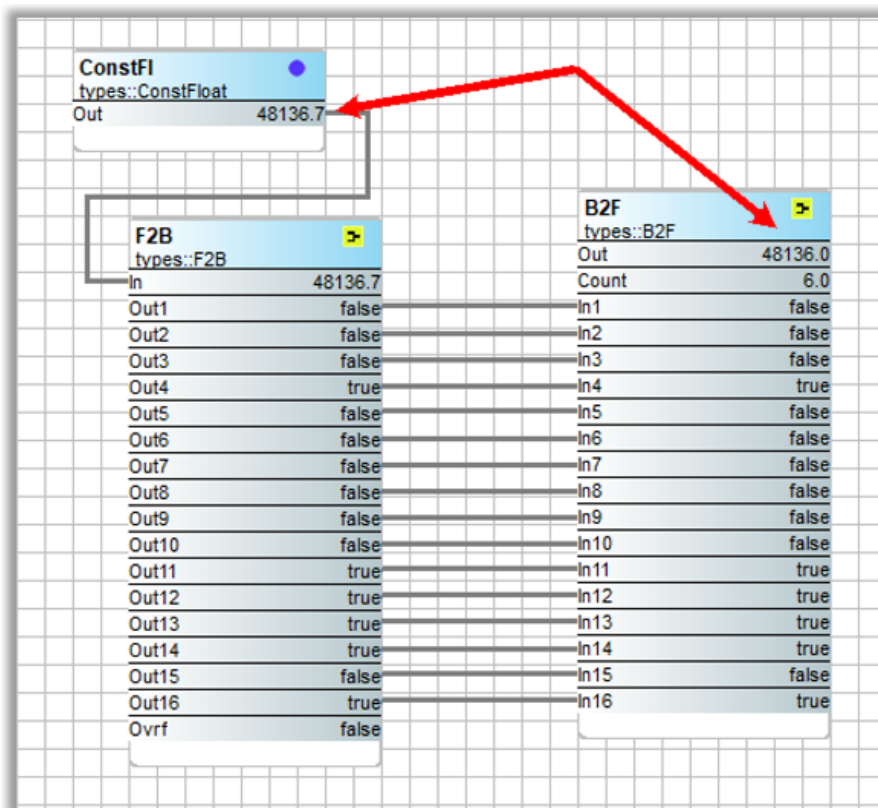 ConstFl
types::ConstFloat
Out 48136.7
F2B
types::F2B
In 48136.7
Out1 false
Out2 false
Out3 false
Out4 true
Out5 false
Out6 false
Out7 false
Out8 false
Out9 false
Out10 false
Out11 true
Out12 true
Out13 true
Out14 true
Out15 false
Out16 true
Ovrf false
B2F
types::B2F
Out 48136.0
Count 6.0
In1 false
In2 false
In3 false
In4 true
In5 false
In6 false
In7 false
In8 false
In9 false
In10 false
In11 true
In12 true
In13 true
In14 true
In15 false
In16 true